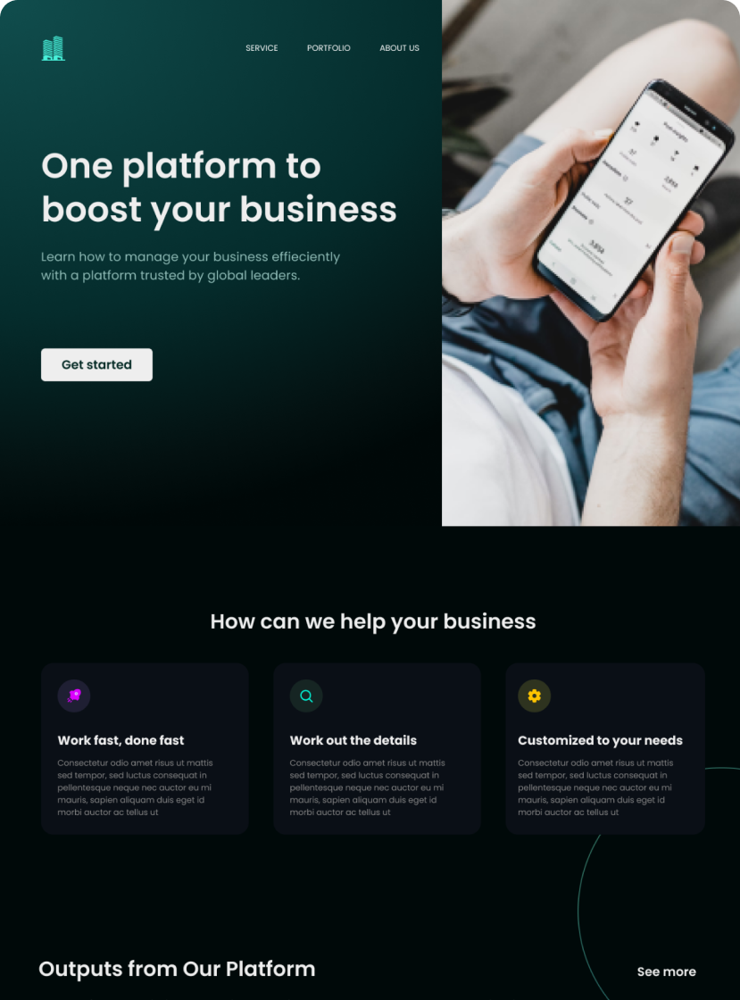 SERVICE PORTFOLIO ABOUT US
One platform to
boost your business
Learn how to manage your business effieciently
with a platform trusted by global leaders.
Get started
How can we help your business
Work fast, done fast
Consectetur odio amet risus ut mattis
sed tempor, sed luctus consequat in
pellentesque neque nec auctor eu mi
mauris, sapien aliquam duis eget id
morbi auctor ac tellus ut
Work out the details
Consectetur odio amet risus ut mattis
sed tempor, sed luctus consequat in
pellentesque neque nec auctor eu mi
mauris, sapien aliquam duis eget id
morbi auctor ac tellus ut
Customized to your needs
Consectetur odio amet risus ut mattis
sed tempor, sed luctus consequat in
pellentesque neque nec auctor eu mi
mauris, sapien aliquam duis eget id
morbi auctor ac tellus ut
Outputs from Our Platform
See more